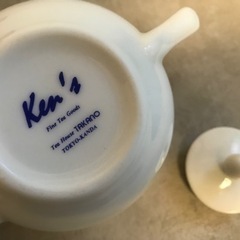 Ken's
Fine Tea Goods
Tea House TAKANO
TOKYO-KANDA